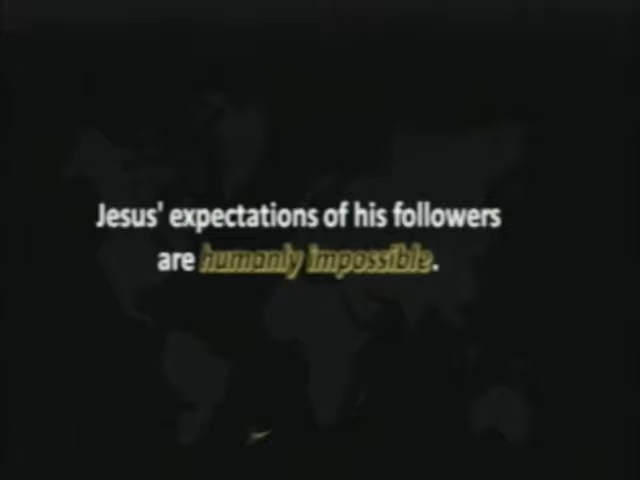 Jesus' expectations of his followers
are humanly impossible.